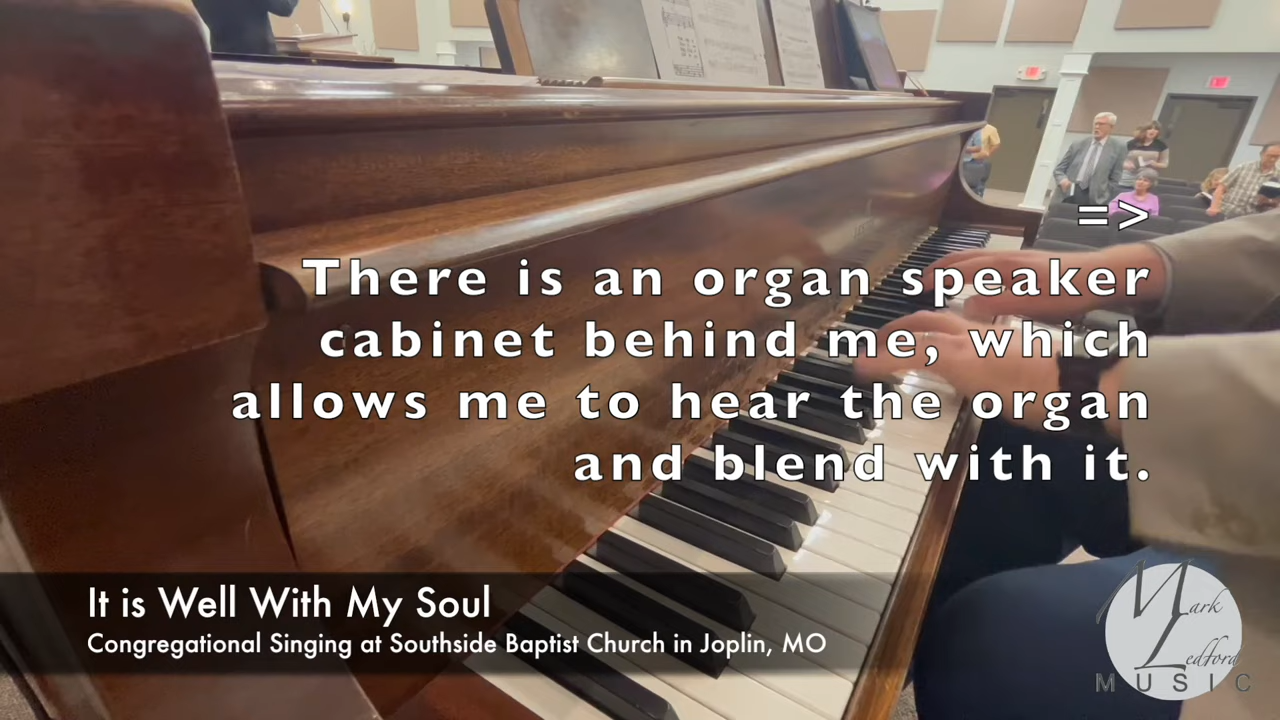 =>
There is an organ speaker
cabinet behind me, which
allows me to hear the organ
and blend with it.
It is Well With My Soul
Congregational Singing at Southside Baptist Church in Joplin, MO
Mark
Ledford
MUSIC